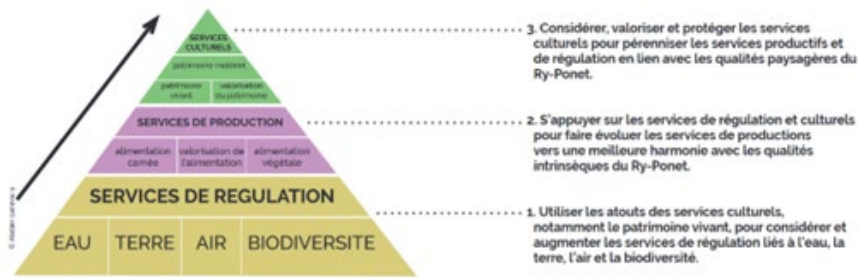 SERVICES
CULTURELS
patrimoine matériel
patrimoine
vivant
valorisation
du patrimoine
SERVICES DE PRODUCTION
alimentation
carnée
valorisation de
l'alimentation
alimentation
végétale
SERVICES DE REGULATION
EAU
TERRE
AIR
BIODIVERSITE
3. Considérer, valoriser et protéger les services
culturels pour pérenniser les services productifs et
de régulation en lien avec les qualités paysagères du
Ry-Ponet.
2. S'appuyer sur les services de régulation et culturels
pour faire évoluer les services de productions
vers une meilleure harmonie avec les qualités
intrinsèques du Ry-Ponet.
1. Utiliser les atouts des services culturels,
notamment le patrimoine vivant, pour considérer et
augmenter les services de régulation liés à l'eau, la
terre, l'air et la biodiversité.